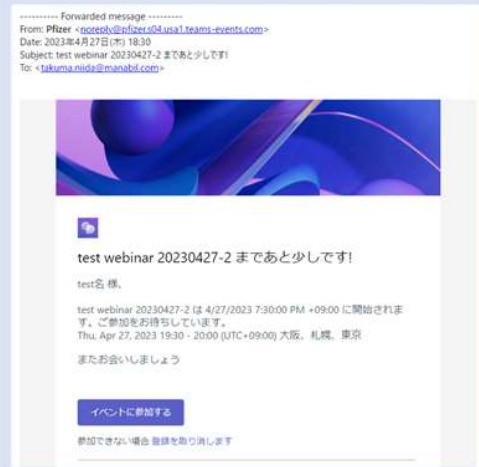 ---------- Forwarded message ---------
From: Pfizer <noreply@pfizer.s04.usa1.teams-events.com>
Date: 2023年4月27日(木) 18:30
Subject: test webinar 20230427-2 まであと少しです!
To: <takuma.niida@manabil.com>
test webinar 20230427-2 まであと少しです!
test名 様、
test webinar 20230427-2 は 4/27/2023 7:30:00 PM +09:00 に開始されま
す。ご参加をお待ちしています。
Thu, Apr 27, 2023 19:30 - 20:00 (UTC+09:00) 大阪、札幌、東京
またお会いしましょう
イベントに参加する
参加できない場合 登録を取り消します